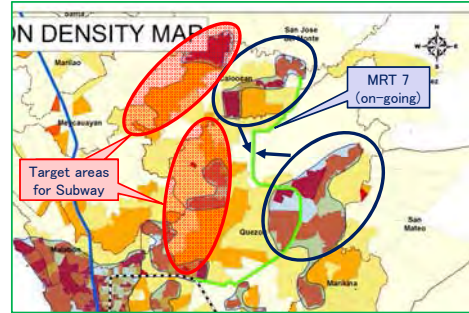 ON DENSITY MAP
San Jose
del Monte
Marilao
Caloocan
MRT 7
(on-going)
Meycauayan
Target areas
for Subway
San
Mateo
Malabon
Quezon
Marikina